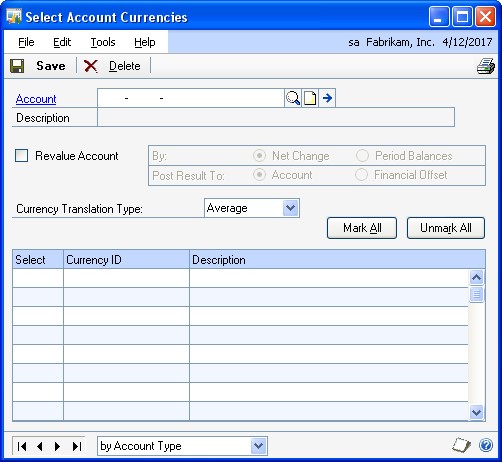 Select Account Currencies
File Edit Tools Help sa Fabrikam, Inc. 4/12/2017
Save Delete
Account - -
Description
Revalue Account By: Net Change Period Balances
Post Result To: Account Financial Offset
Currency Translation Type: Average
Mark All Unmark All
Select Currency ID Description
by Account Type